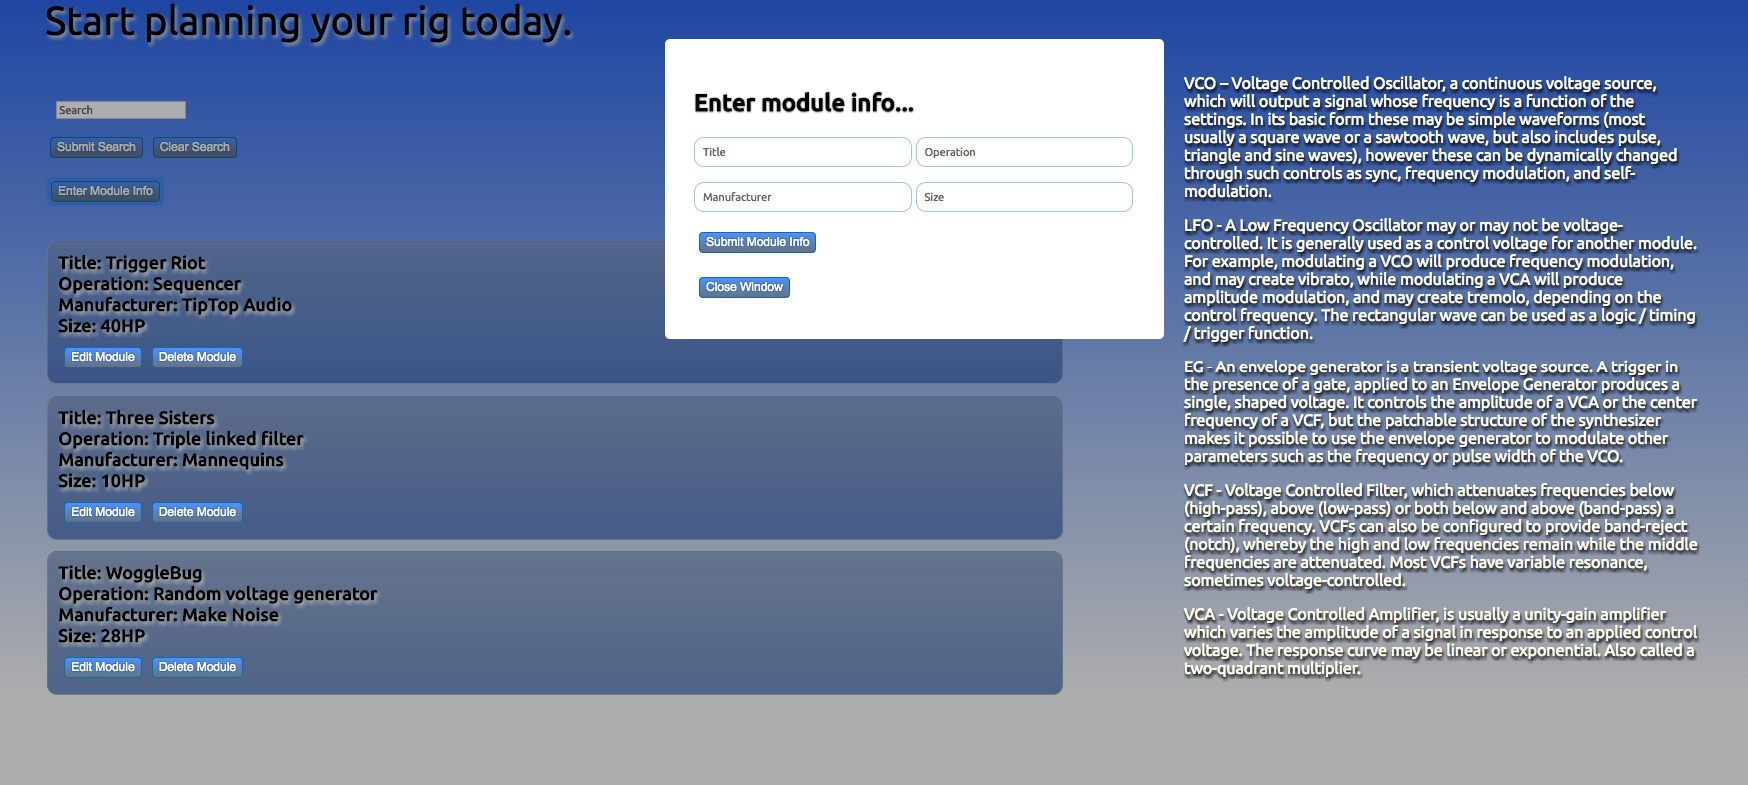 Start planning your rig today.
Search
Submit Search Clear Search
Enter Module Info
Title: Trigger Riot
Operation: Sequencer
Manufacturer: TipTop Audio
Size: 40HP
Edit Module Delete Module
Title: Three Sisters
Operation: Triple linked filter
Manufacturer: Mannequins
Size: 10HP
Edit Module Delete Module
Title: WoggleBug
Operation: Random voltage generator
Manufacturer: Make Noise
Size: 28HP
Edit Module Delete Module
Enter module info...
Title Operation
Manufacturer Size
Submit Module Info
Close Window
VCO – Voltage Controlled Oscillator, a continuous voltage source,
which will output a signal whose frequency is a function of the
settings. In its basic form these may be simple waveforms (most
usually a square wave or a sawtooth wave, but also includes pulse,
triangle and sine waves), however these can be dynamically changed
through such controls as sync, frequency modulation, and self-
modulation.
LFO - A Low Frequency Oscillator may or may not be voltage-
controlled. It is generally used as a control voltage for another module.
For example, modulating a VCO will produce frequency modulation,
and may create vibrato, while modulating a VCA will produce
amplitude modulation, and may create tremolo, depending on the
control frequency. The rectangular wave can be used as a logic / timing
/ trigger function.
EG - An envelope generator is a transient voltage source. A trigger in
the presence of a gate, applied to an Envelope Generator produces a
single, shaped voltage. It controls the amplitude of a VCA or the center
frequency of a VCF, but the patchable structure of the synthesizer
makes it possible to use the envelope generator to modulate other
parameters such as the frequency or pulse width of the VCO.
VCF - Voltage Controlled Filter, which attenuates frequencies below
(high-pass), above (low-pass) or both below and above (band-pass) a
certain frequency. VCFs can also be configured to provide band-reject
(notch), whereby the high and low frequencies remain while the middle
frequencies are attenuated. Most VCFs have variable resonance,
sometimes voltage-controlled.
VCA - Voltage Controlled Amplifier, is usually a unity-gain amplifier
which varies the amplitude of a signal in response to an applied control
voltage. The response curve may be linear or exponential. Also called a
two-quadrant multiplier.